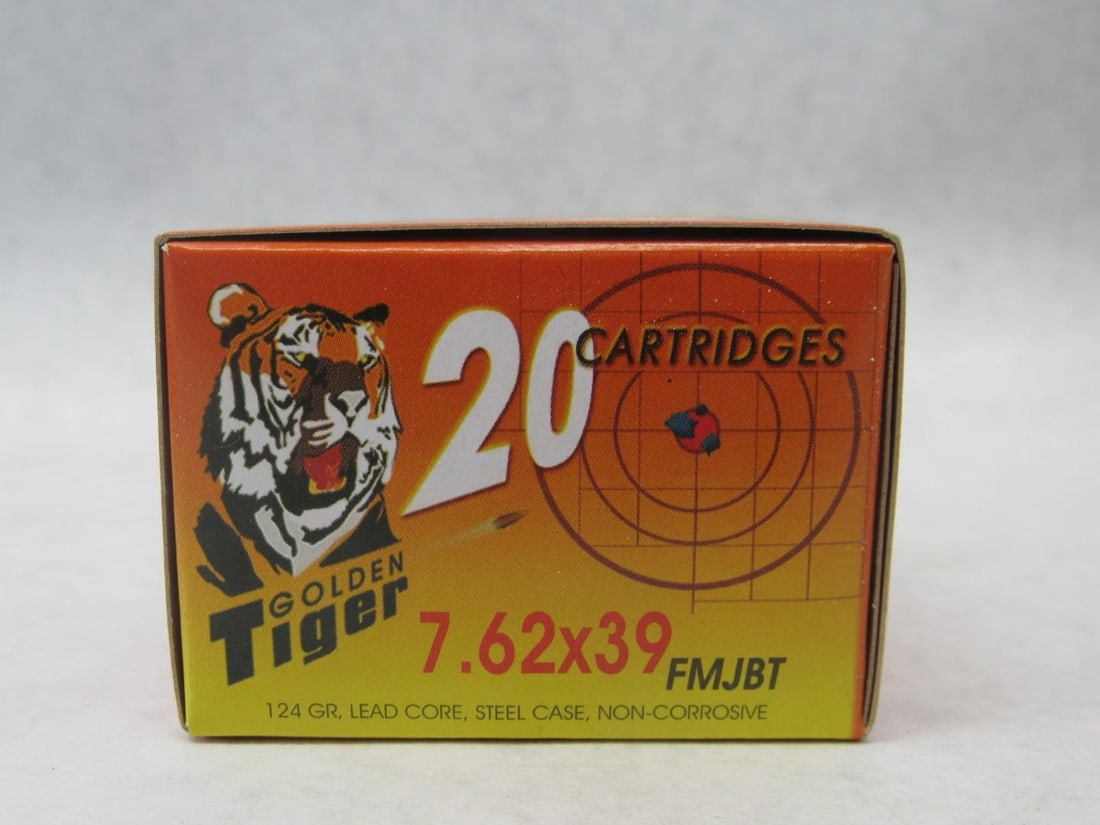 20 CARTRIDGES
GOLDEN
Tiger
7.62x39
FMJBT
124 GR, LEAD CORE, STEEL CASE, NON-CORROSIVE